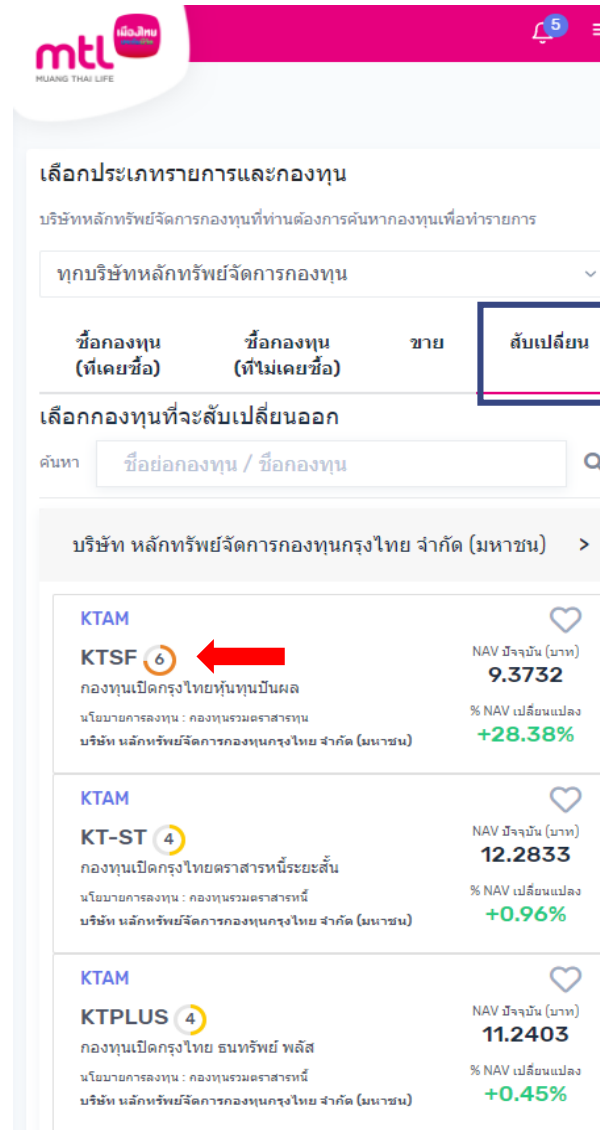 เมืองไทย
mtl
MUANG THAI LIFE
5
เลือกประเภทรายการและกองทุน
บริษัทหลักทรัพย์จัดการกองทุนที่ท่านต้องการค้นหากองทุนเพื่อทำรายการ
ทุกบริษัทหลักทรัพย์จัดการกองทุน
ซื้อกองทุน (ที่เคยซื้อ)
ซื้อกองทุน (ที่ไม่เคยซื้อ)
ขาย
สับเปลี่ยน
เลือกกองทุนที่จะสับเปลี่ยนออก
ค้นหา ชื่อย่อกองทุน / ชื่อกองทุน
บริษัท หลักทรัพย์จัดการกองทุนกรุงไทย จำกัด (มหาชน) >
KTAM
KTSF 6
กองทุนเปิดกรุงไทยหุ้นทุนปันผล
นโยบายการลงทุน : กองทุนรวมตราสารทุน
บริษัท หลักทรัพย์จัดการกองทุนกรุงไทย จำกัด (มหาชน)
NAV ปัจจุบัน (บาท)
9.3732
% NAV เปลี่ยนแปลง
+28.38%
KTAM
KT-ST 4
กองทุนเปิดกรุงไทยตราสารหนี้ระยะสั้น
นโยบายการลงทุน : กองทุนรวมตราสารหนี้
บริษัท หลักทรัพย์จัดการกองทุนกรุงไทย จำกัด (มหาชน)
NAV ปัจจุบัน (บาท)
12.2833
% NAV เปลี่ยนแปลง
+0.96%
KTAM
KTPLUS 4
กองทุนเปิดกรุงไทย ธนทรัพย์ พลัส
นโยบายการลงทุน : กองทุนรวมตราสารหนี้
บริษัท หลักทรัพย์จัดการกองทุนกรุงไทย จำกัด (มหาชน)
NAV ปัจจุบัน (บาท)
11.2403
% NAV เปลี่ยนแปลง
+0.45%